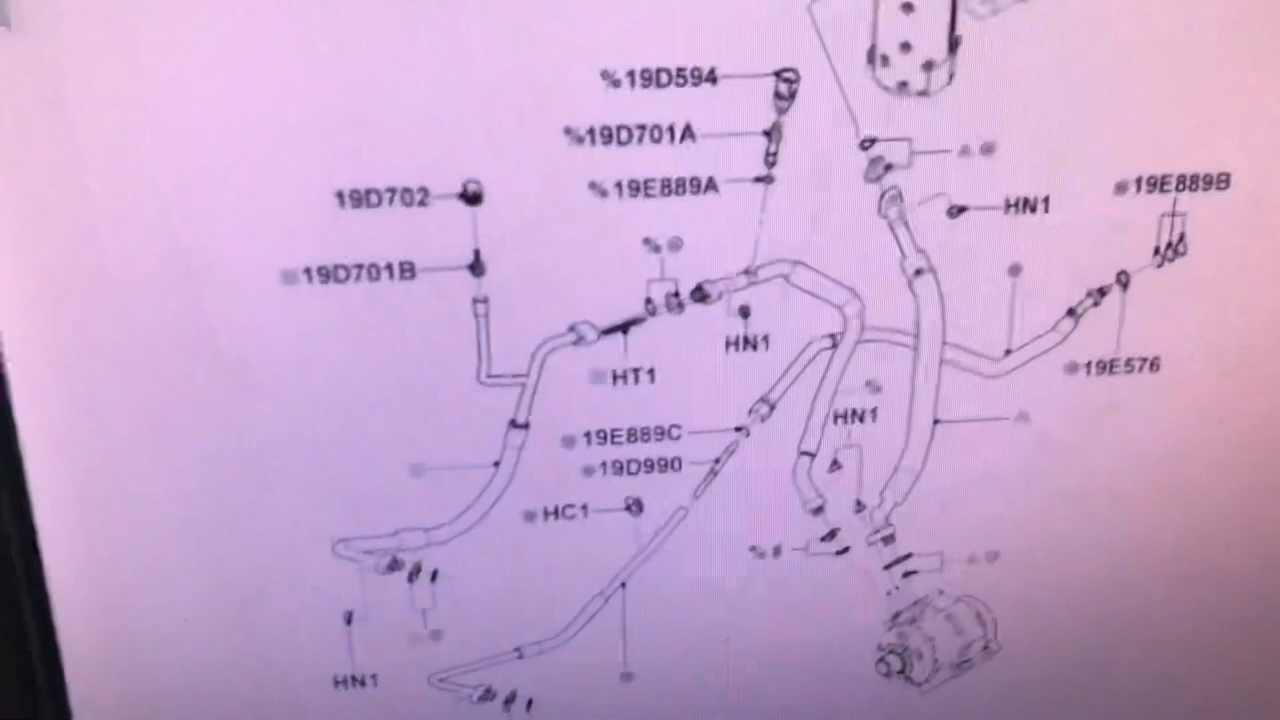 %19D594
%19D701A
%19E889A
19E889B
19D702
HN1
% @
19D701B
HN1
HT1
19E576
%
HN1
19E889C
19D990
HC1
% #
HN1